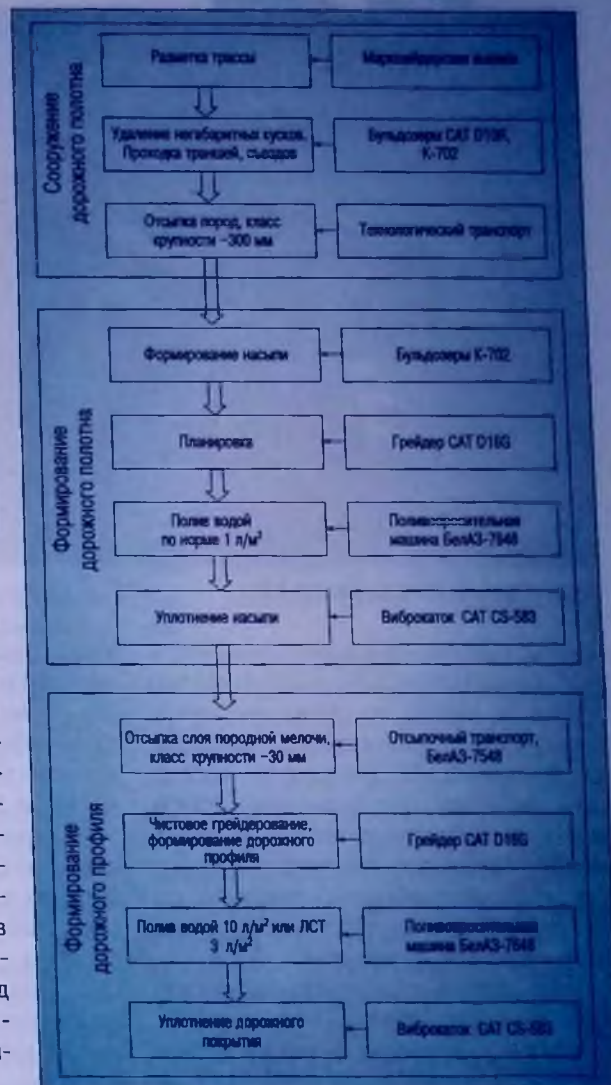 Сооружение
дорожного полотна
Разметка трассы
Маркшейдерская
Удаление негабаритных кусков.
Проходка траншей, съездов
Бульдозеры CAT
К-702
Отсыпка пород, класс
крупности −300 мм
Технологический транспорт
Формирование
дорожного полотна
Формирование насыпи
Бульдозеры К-702
Планировка
Грейдер CAT D16G
Полив водой
по норме 1 л/м²
Поливооросительная
машина БелАЗ-7648
Уплотнение насыпи
Виброкаток CAT CS-583
Формирование
дорожного профиля
Отсыпка слоя породной мелочи,
класс крупности −30 мм
Отсыпочный транспорт,
БелАЗ-7548
Чистовое грейдерование,
формирование дорожного
профиля
Грейдер CAT D16G
Полив водой 10 л/м² или ЛСТ
3 л/м²
Поливооросительная
машина БелАЗ-7648
Уплотнение дорожного
покрытия
Виброкаток CAT CS-583
в
д